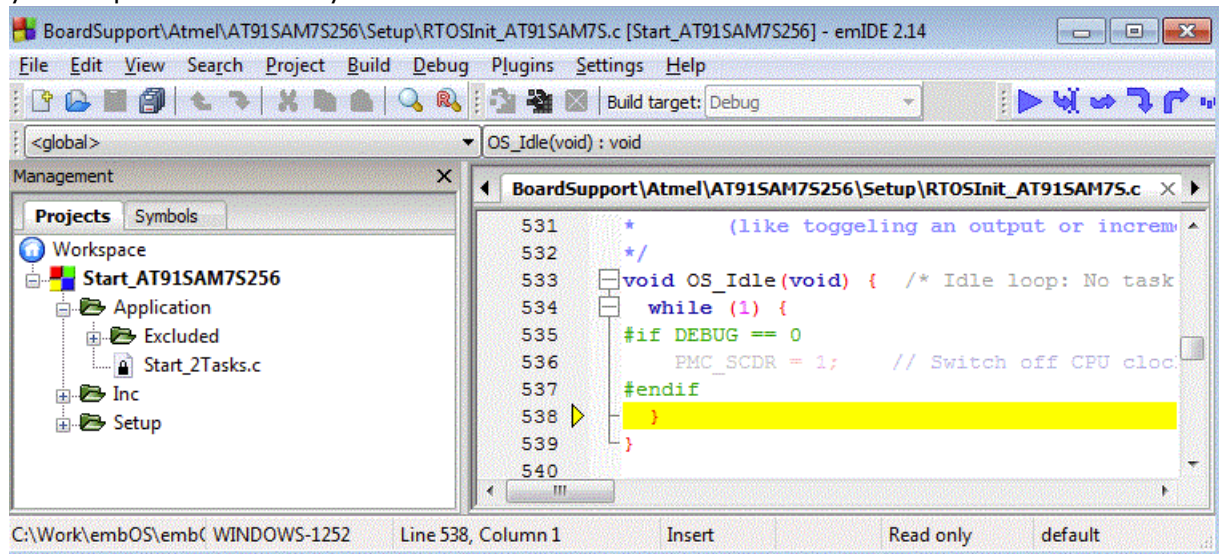 BoardSupport\Atmel\AT91SAM7S256\Setup\RTOSInit_AT91SAM7S.c [Start_AT91SAM7S256] - emIDE 2.14
File Edit View Search Project Build Debug Plugins Settings Help
Build target: Debug
<global> OS_Idle(void) : void
Management
BoardSupport\Atmel\AT91SAM7S256\Setup\RTOSInit_AT91SAM7S.c
Projects Symbols
Workspace
Start_AT91SAM7S256
Application
Excluded
Start_2Tasks.c
Inc
Setup
531 * (like toggeling an output or increm
532 */
533 void OS_Idle(void) { /* Idle loop: No task
534 while (1) {
535 #if DEBUG == 0
536 PMC_SCDR = 1; // Switch off CPU cloc
537 #endif
538 }
539 }
540
C:\Work\embOS\emb( WINDOWS-1252 Line 538, Column 1 Insert Read only default